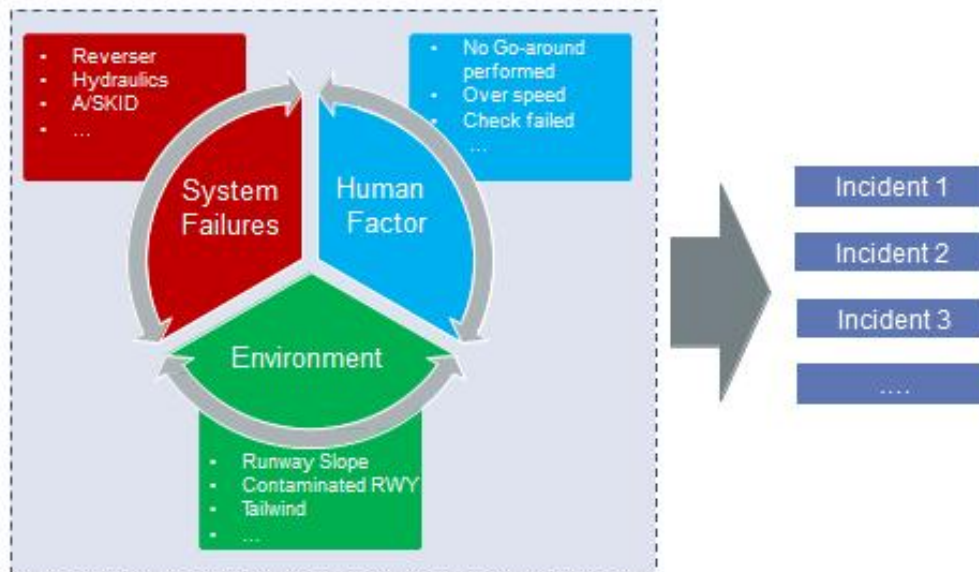 • Reverser
• Hydraulics
• A/SKID
• ...
• No Go-around
performed
• Over speed
• Check failed
...
System
Failures
Human
Factor
Environment
• Runway Slope
• Contaminated RWY
• Tailwind
• ...
Incident 1
Incident 2
Incident 3
....